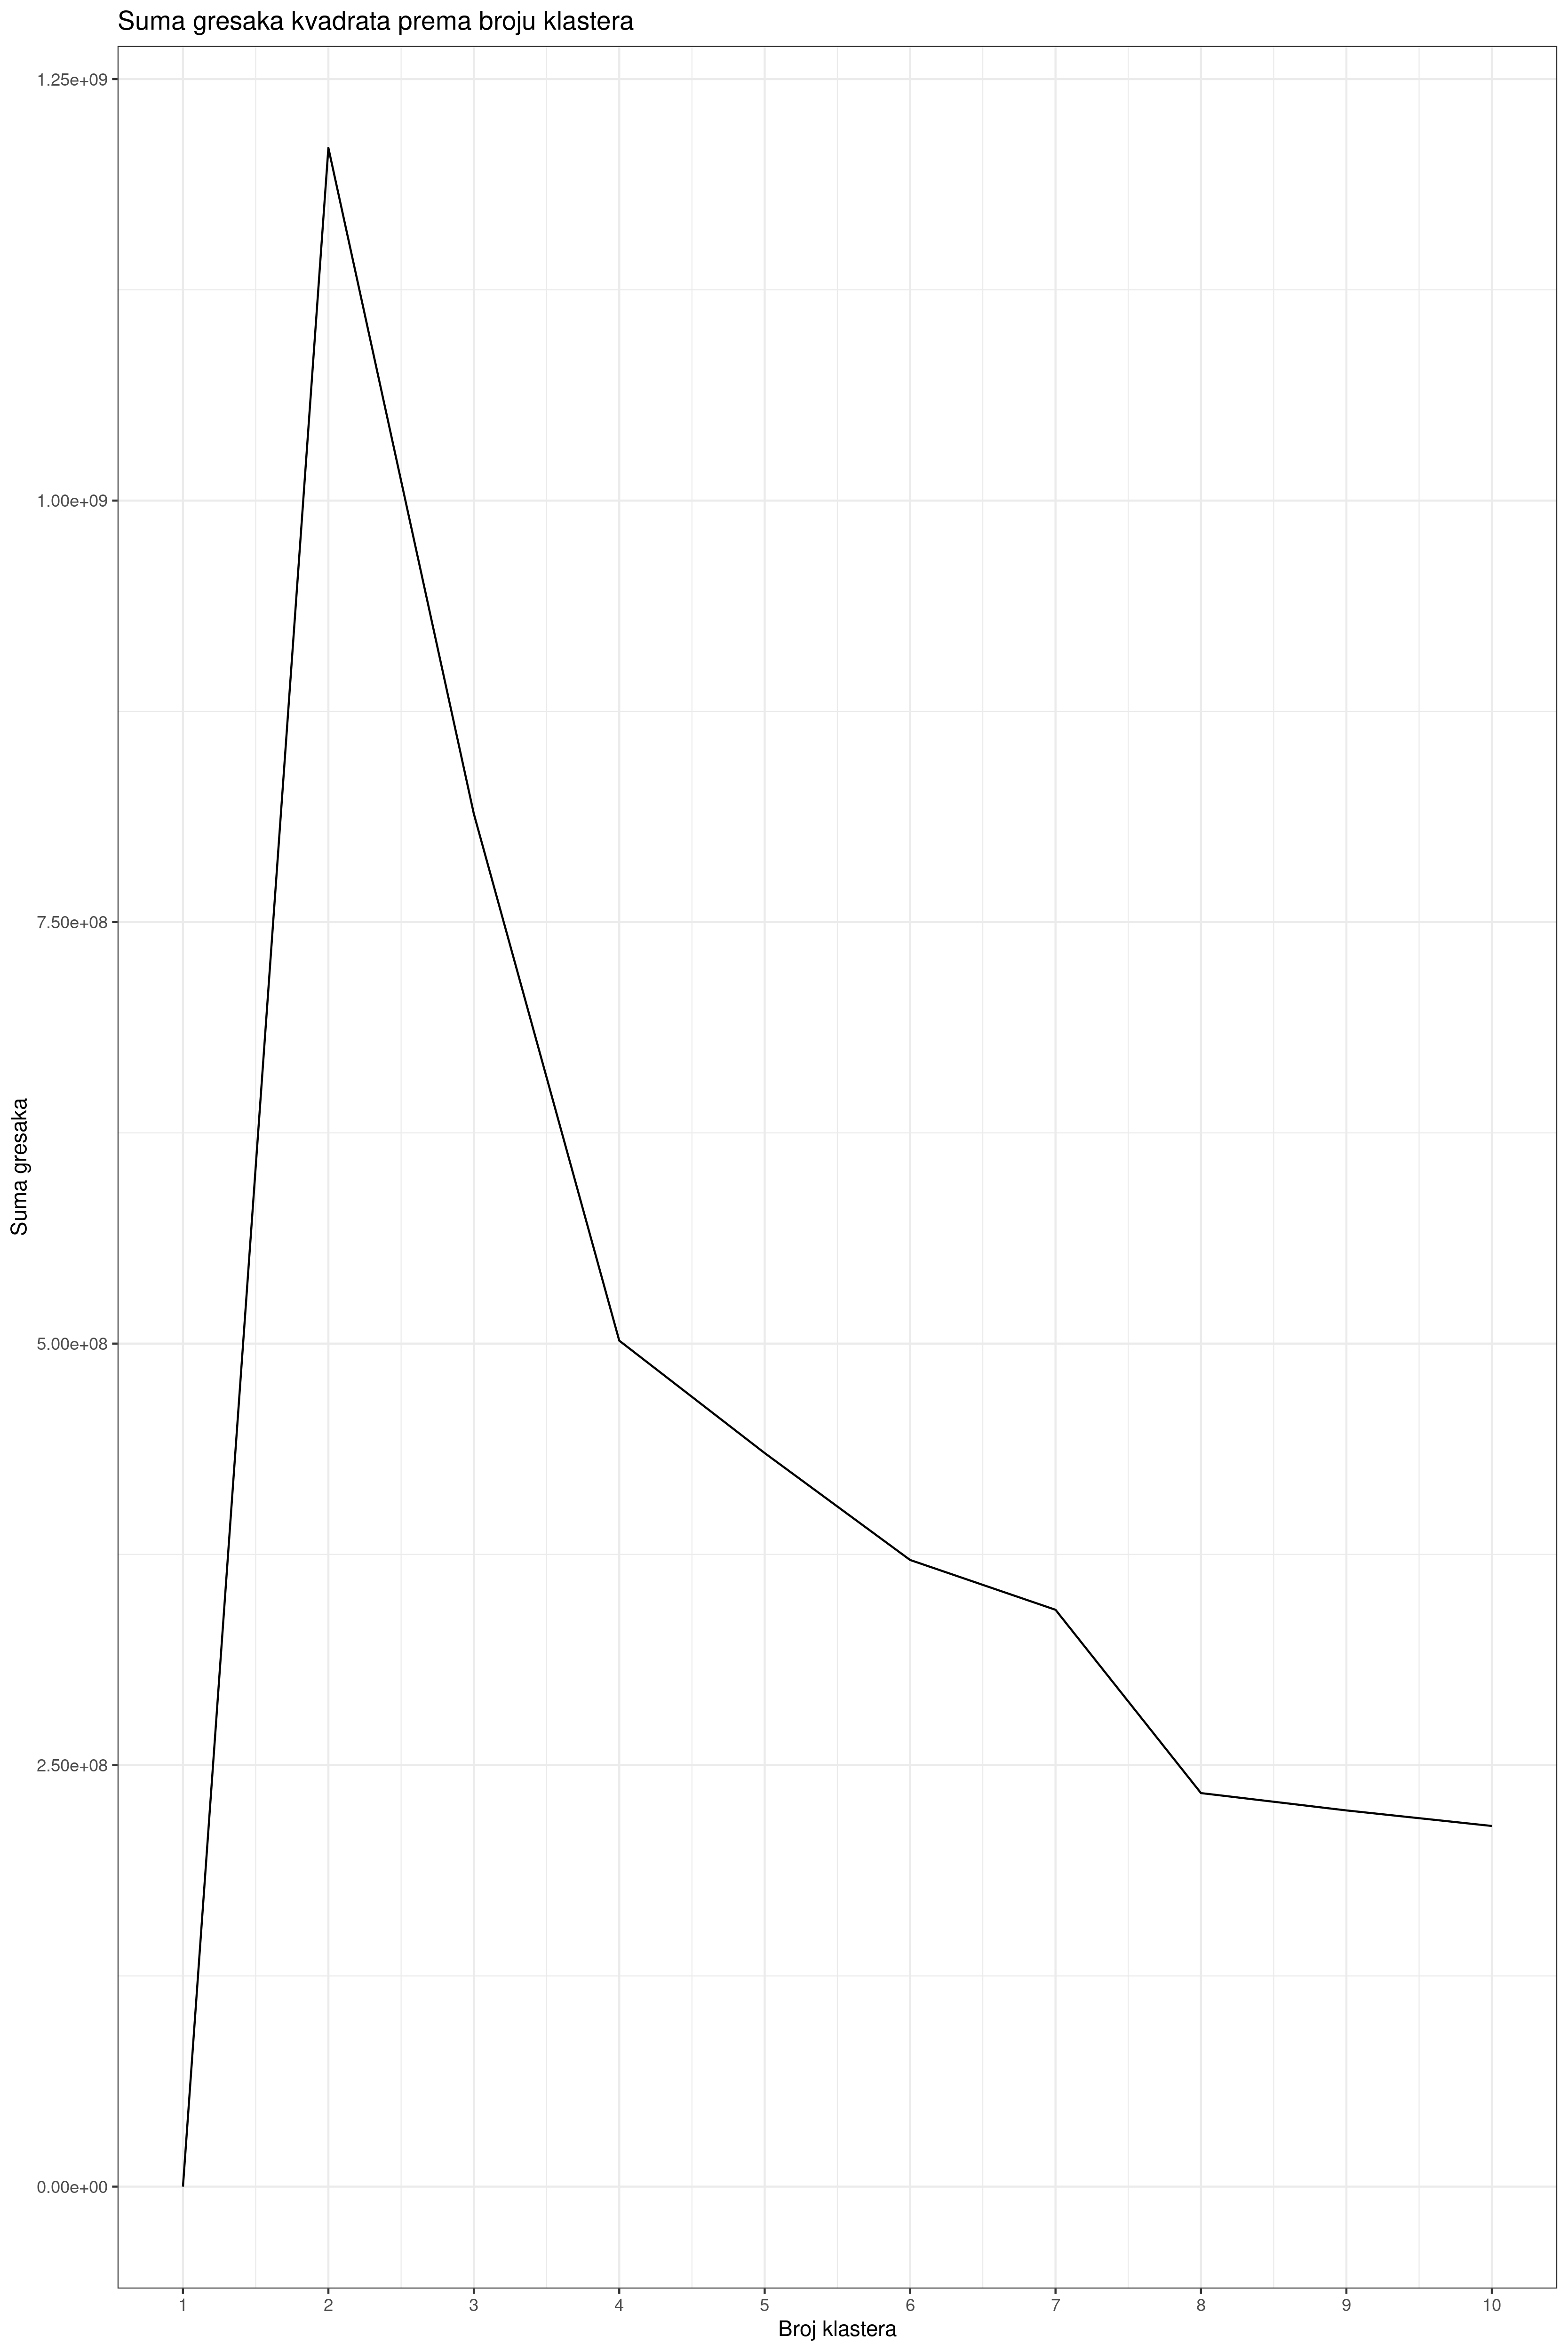 Suma gresaka kvadrata prema broju klastera
1.25e+09
1.00e+09
7.50e+08
5.00e+08
2.50e+08
0.00e+00
Suma gresaka
1 2 3 4 5 6 7 8 9 10
Broj klastera